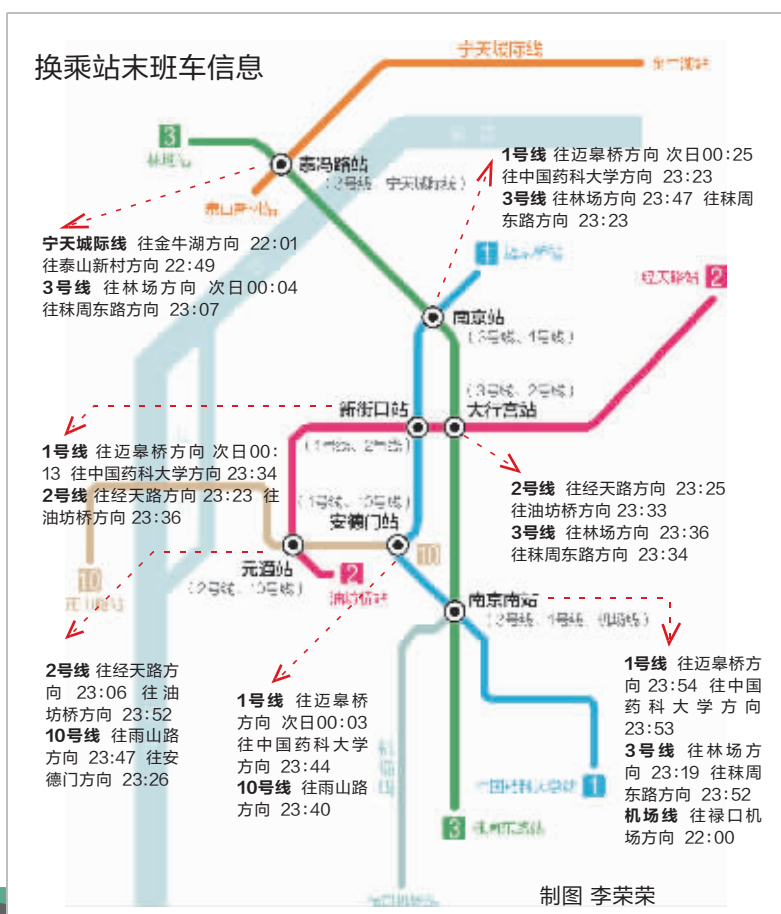 换乘站末班车信息
宁天城际线
3
泰冯路站
宁天城际线 往金牛湖方向 22:01
往泰山新村方向 22:49
3号线 往林场方向 次日00:04
往秣周东路方向 23:07
1号线 往迈皋桥方向 次日00:25
往中国药科大学方向 23:23
3号线 往林场方向 23:47 往秣周
东路方向 23:23
1
经天路站 2
南京站
(3号线、1号线)
(3号线、2号线)
新街口站
大行宫站
(1号线、2号线)
1号线 往迈皋桥方向 次日00:
13 往中国药科大学方向 23:34
2号线 往经天路方向 23:23 往
油坊桥方向 23:36
2号线 往经天路方向 23:25
往油坊桥方向 23:33
3号线 往林场方向 23:36
往秣周东路方向 23:34
(1号线、10号线)
安德门站
10
元通站
(2号线、10号线)
2
油坊桥站
10
南京南站
2号线 往经天路方
向 23:06 往油
坊桥方向 23:52
10号线 往雨山路
方向 23:47 往安
德门方向 23:26
1号线 往迈皋桥
方向 次日00:03
往中国药科大学
方向 23:44
10号线 往雨山路
方向 23:40
1号线 往迈皋桥方
向 23:54 往中国
药科大学方向
23:53
3号线 往林场方
向 23:19 往秣周
东路方向 23:52
机场线 往禄口机
场方向 22:00
1
3
制图 李荣荣